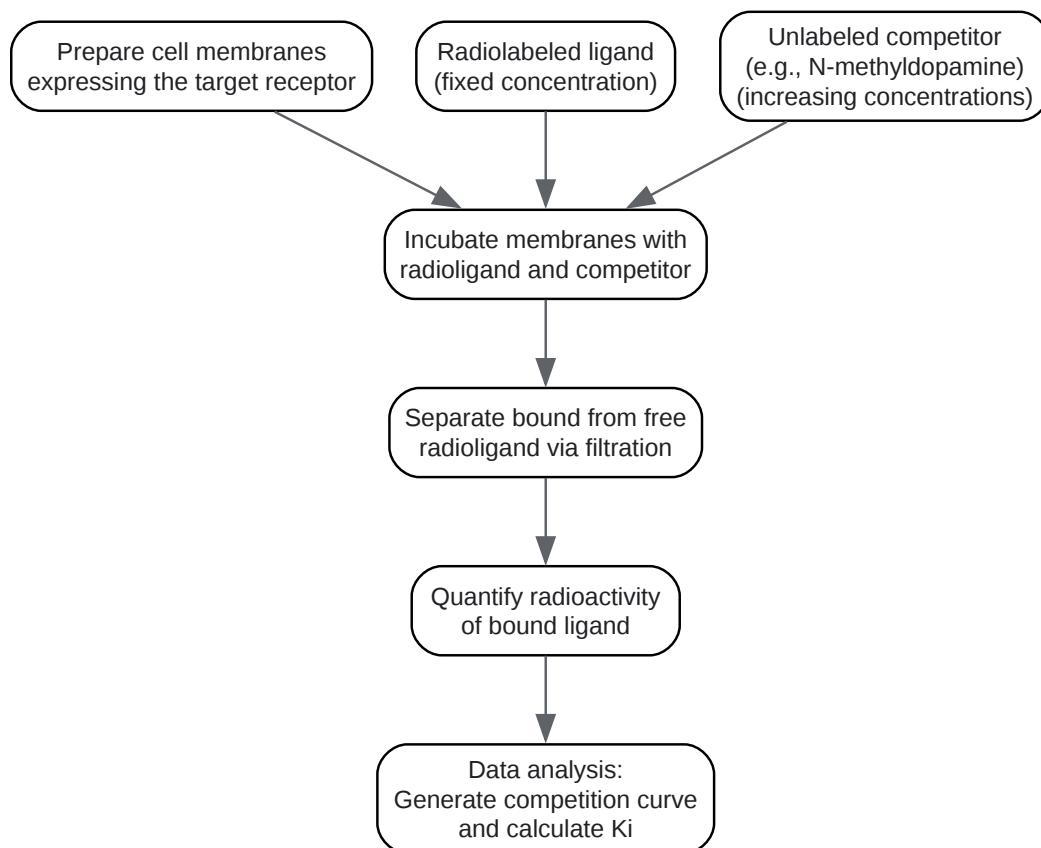 Prepare cell membranes
expressing the target receptor
Radiolabeled ligand
(fixed concentration)
Unlabeled competitor
(e.g., N-methyldopamine)
(increasing concentrations)
Incubate membranes with
radioligand and competitor
Separate bound from free
radioligand via filtration
Quantify radioactivity
of bound ligand
Data analysis:
Generate competition curve
and calculate Ki